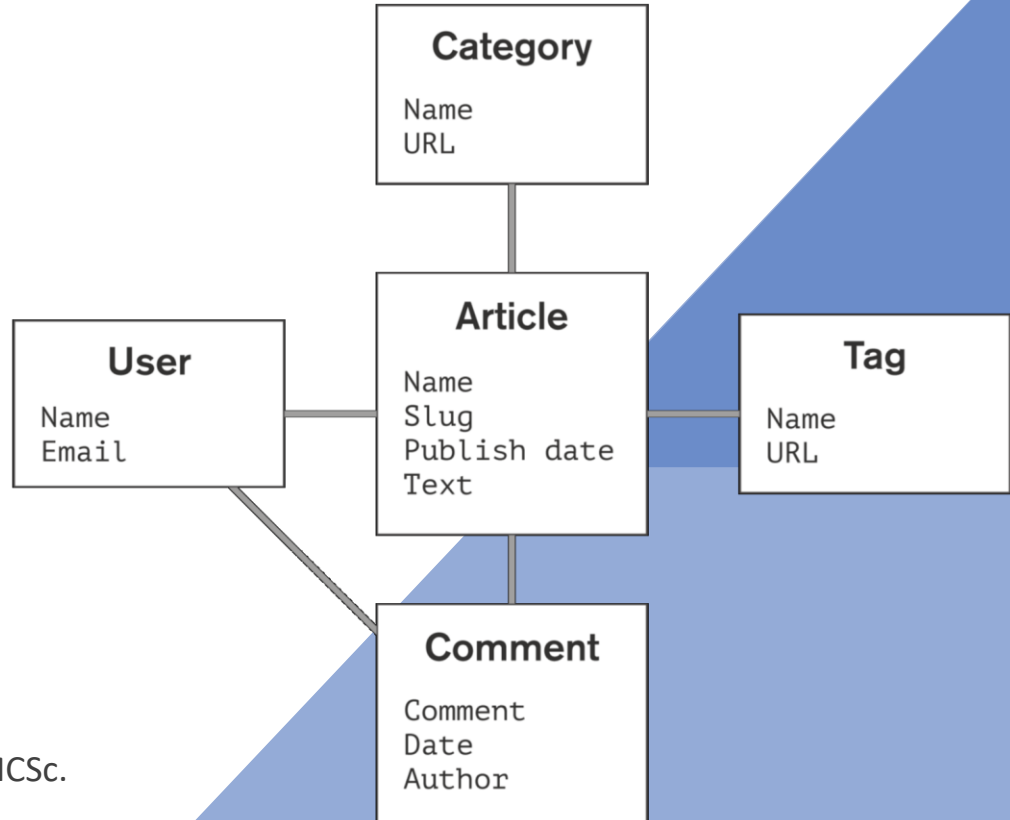 Category
Name
URL
Article
Name
Slug
Publish date
Text
User
Name
Email
Tag
Name
URL
Comment
Comment
Date
Author